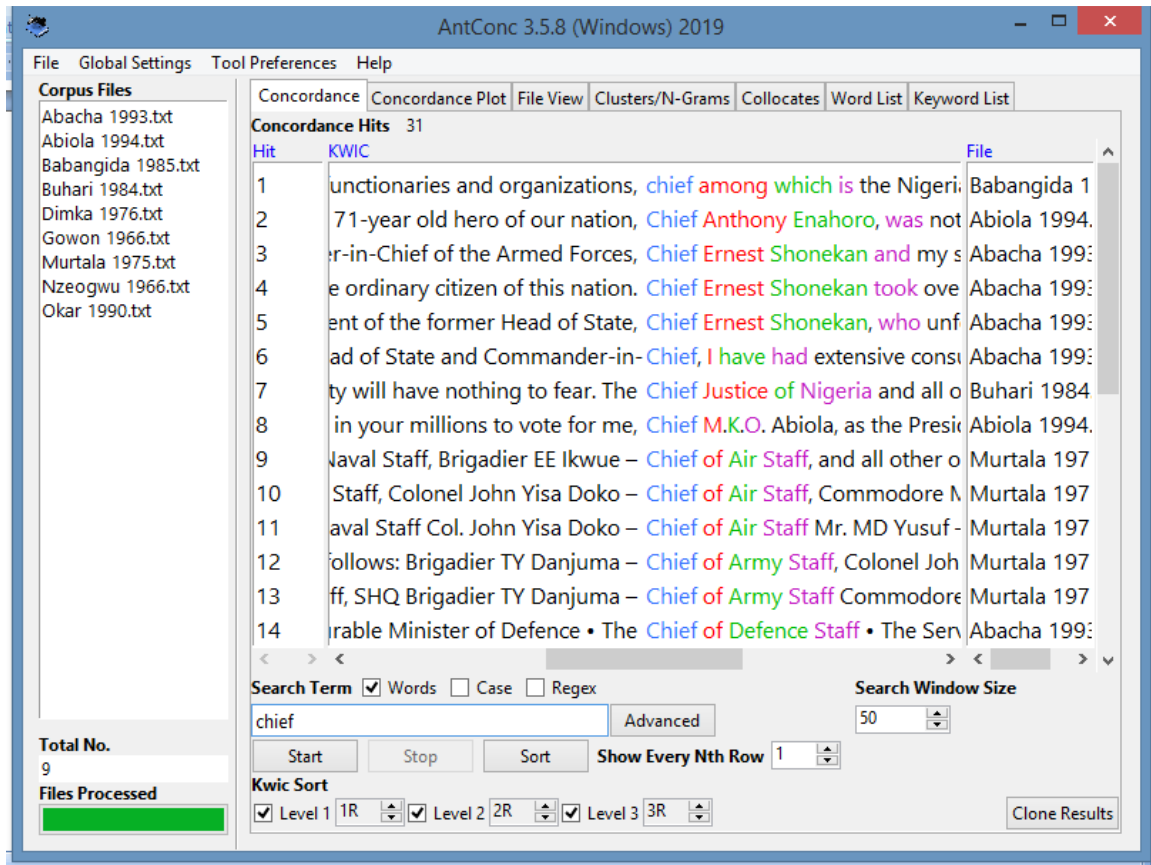 AntConc 3.5.8 (Windows) 2019
File Global Settings Tool Preferences Help
Corpus Files
Abacha 1993.txt
Abiola 1994.txt
Babangida 1985.txt
Buhari 1984.txt
Dimka 1976.txt
Gowon 1966.txt
Murtala 1975.txt
Nzeogwu 1966.txt
Okar 1990.txt
Total No.
9
Files Processed
Concordance Concordance Plot File View Clusters/N-Grams Collocates Word List Keyword List
Concordance Hits 31
Hit KWIC File
1 unctionaries and organizations, chief among which is the Nigeri Babangida 1
2 71-year old hero of our nation, Chief Anthony Enahoro, was not Abiola 1994.
3 er-in-Chief of the Armed Forces, Chief Ernest Shonekan and my s Abacha 1993
4 e ordinary citizen of this nation. Chief Ernest Shonekan took ove Abacha 1993
5 ent of the former Head of State, Chief Ernest Shonekan, who unf Abacha 1993
6 ad of State and Commander-in-Chief, I have had extensive consu Abacha 1993
7 ty will have nothing to fear. The Chief Justice of Nigeria and all o Buhari 1984
8 in your millions to vote for me, Chief M.K.O. Abiola, as the Presid Abiola 1994.
9 Naval Staff, Brigadier EE Ikwue – Chief of Air Staff, and all other o Murtala 197
10 Staff, Colonel John Yisa Doko – Chief of Air Staff, Commodore M Murtala 197
11 aval Staff Col. John Yisa Doko – Chief of Air Staff Mr. MD Yusuf - Murtala 197
12 follows: Brigadier TY Danjuma – Chief of Army Staff, Colonel Joh Murtala 197
13 ff, SHQ Brigadier TY Danjuma – Chief of Army Staff Commodore Murtala 197
14 urable Minister of Defence • The Chief of Defence Staff • The Serv Abacha 1993
Search Term Words Case Regex Search Window Size
chief Advanced 50
Start Stop Sort Show Every Nth Row 1
Kwic Sort
Level 1 1R Level 2 2R Level 3 3R Clone Results